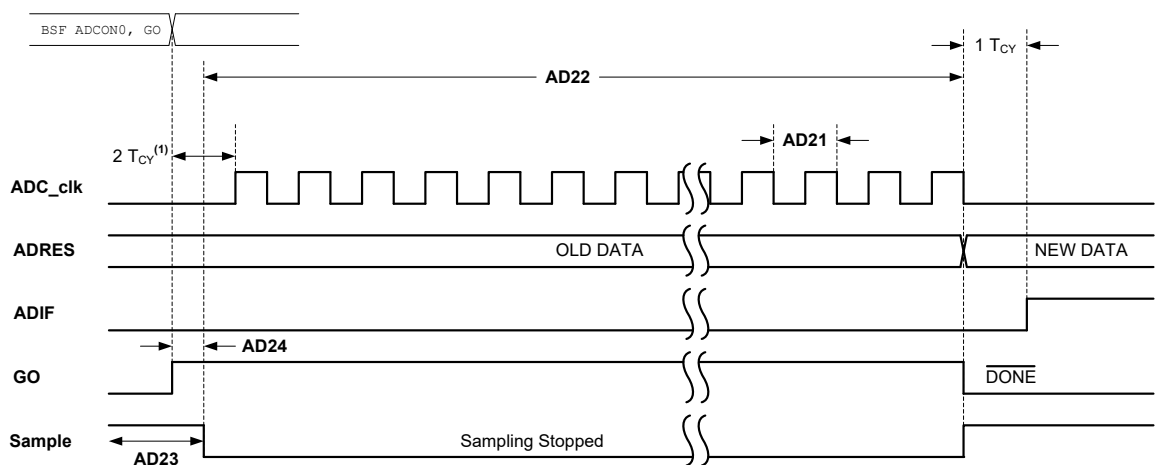 BSF ADCON0, GO
1 TCY
AD22
AD21
2 TCY(1)
ADC_clk
ADRES
OLD DATA
NEW DATA
ADIF
AD24
GO
DONE
Sample
Sampling Stopped
AD23